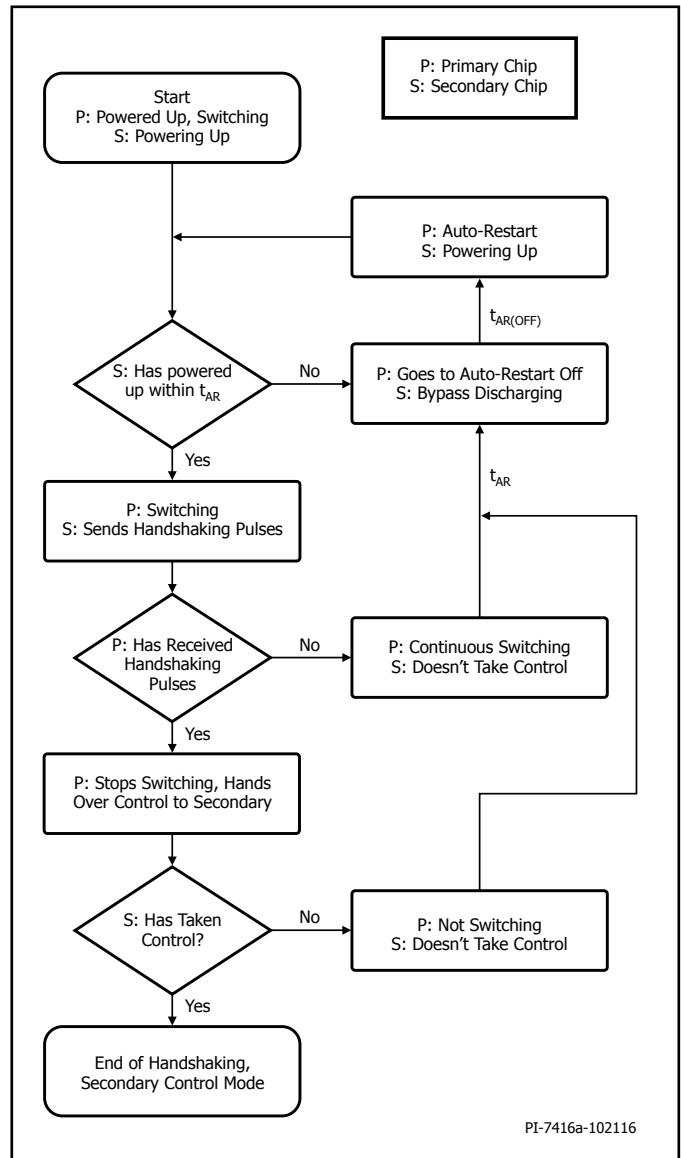 P: Primary Chip
S: Secondary Chip
Start
P: Powered Up, Switching
S: Powering Up
P: Auto-Restart
S: Powering Up
tAR(OFF)
S: Has powered
up within tAR
No
P: Goes to Auto-Restart Off
S: Bypass Discharging
Yes
tAR
P: Switching
S: Sends Handshaking Pulses
P: Has Received
Handshaking
Pulses
No
P: Continuous Switching
S: Doesn’t Take Control
Yes
P: Stops Switching, Hands
Over Control to Secondary
S: Has Taken
Control?
No
P: Not Switching
S: Doesn’t Take Control
Yes
End of Handshaking,
Secondary Control Mode
PI-7416a-102116